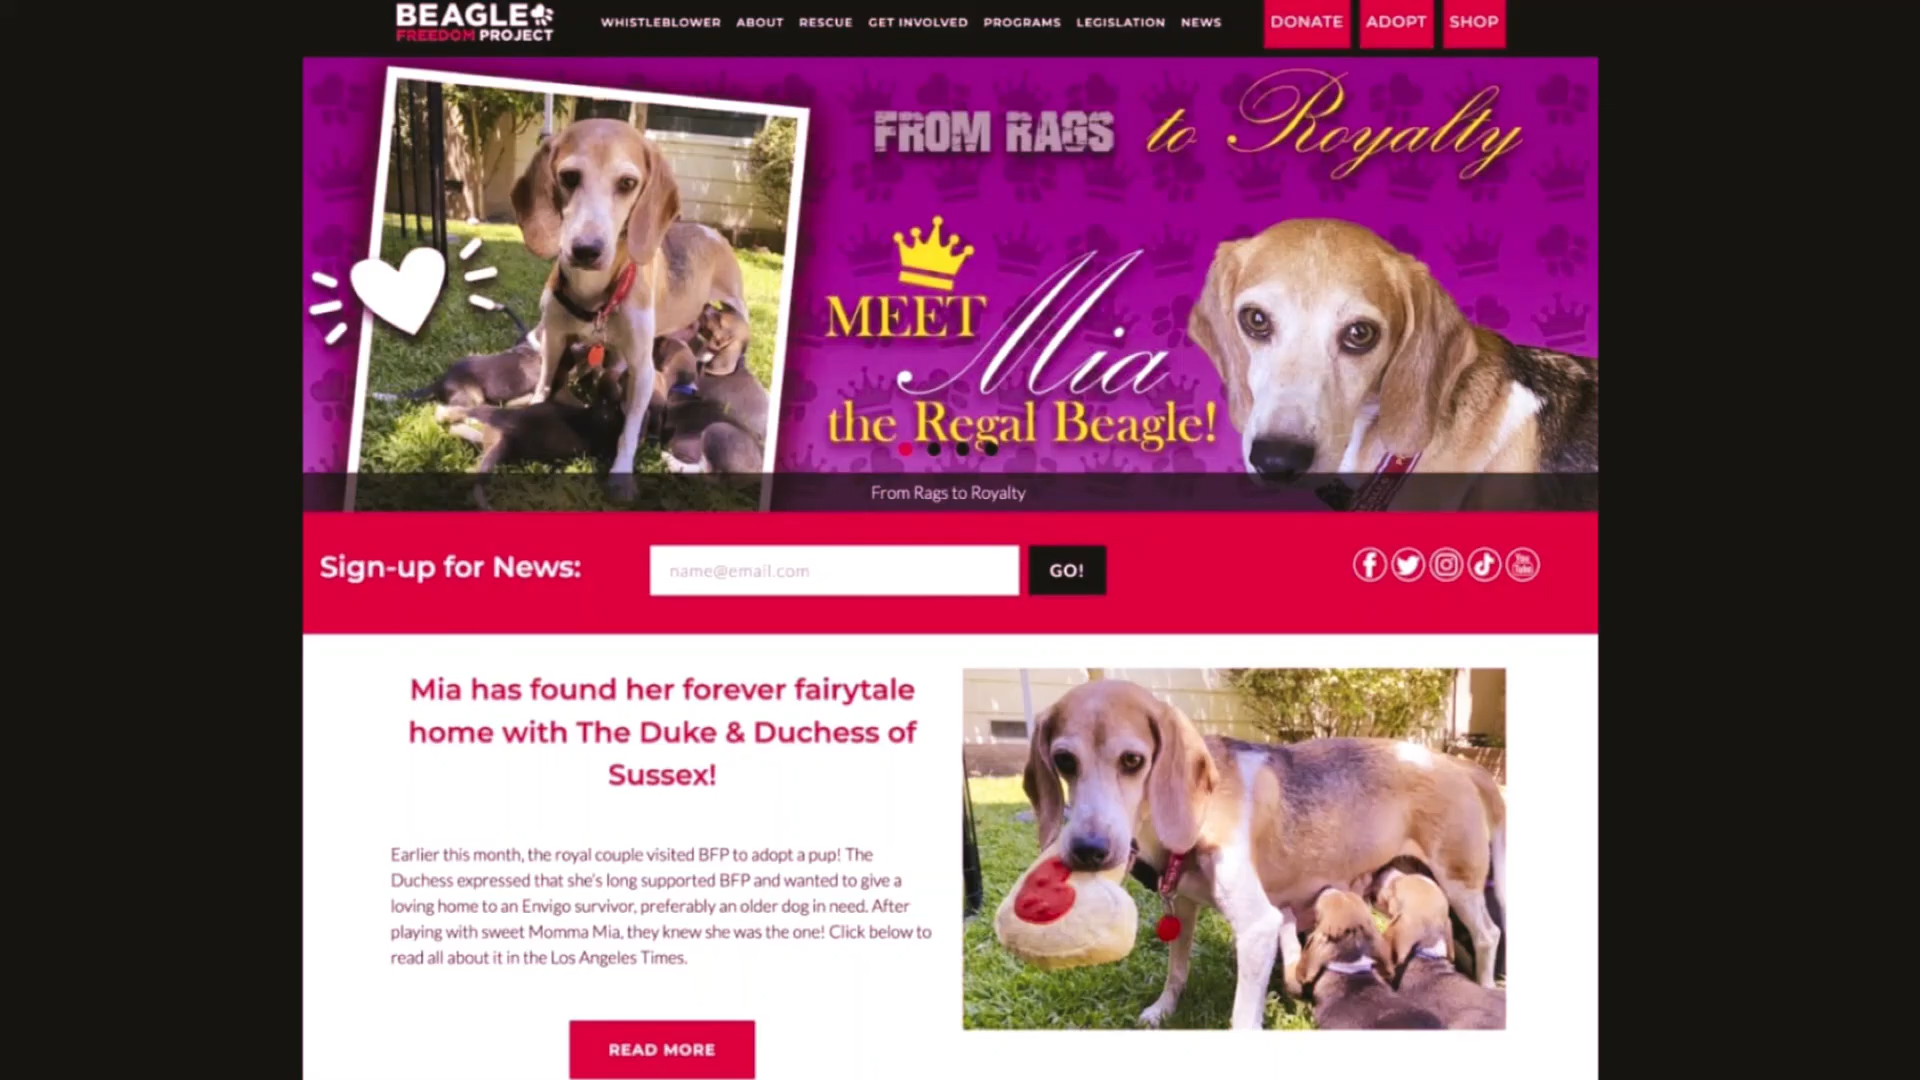 BEAGLE
FREEDOM PROJECT
WHISTLEBLOWER ABOUT RESCUE GET INVOLVED PROGRAMS LEGISLATION NEWS
DONATE ADOPT SHOP
FROM RAGS to Royalty
MEET
Mia
the Regal Beagle!
From Rags to Royalty
Sign-up for News:
name@email.com
GO!
You
Tube
Mia has found her forever fairytale
home with The Duke & Duchess of
Sussex!
Earlier this month, the royal couple visited BFP to adopt a pup! The
Duchess expressed that she's long supported BFP and wanted to give a
loving home to an Envigo survivor, preferably an older dog in need. After
playing with sweet Momma Mia, they knew she was the one! Click below to
read all about it in the Los Angeles Times.
READ MORE